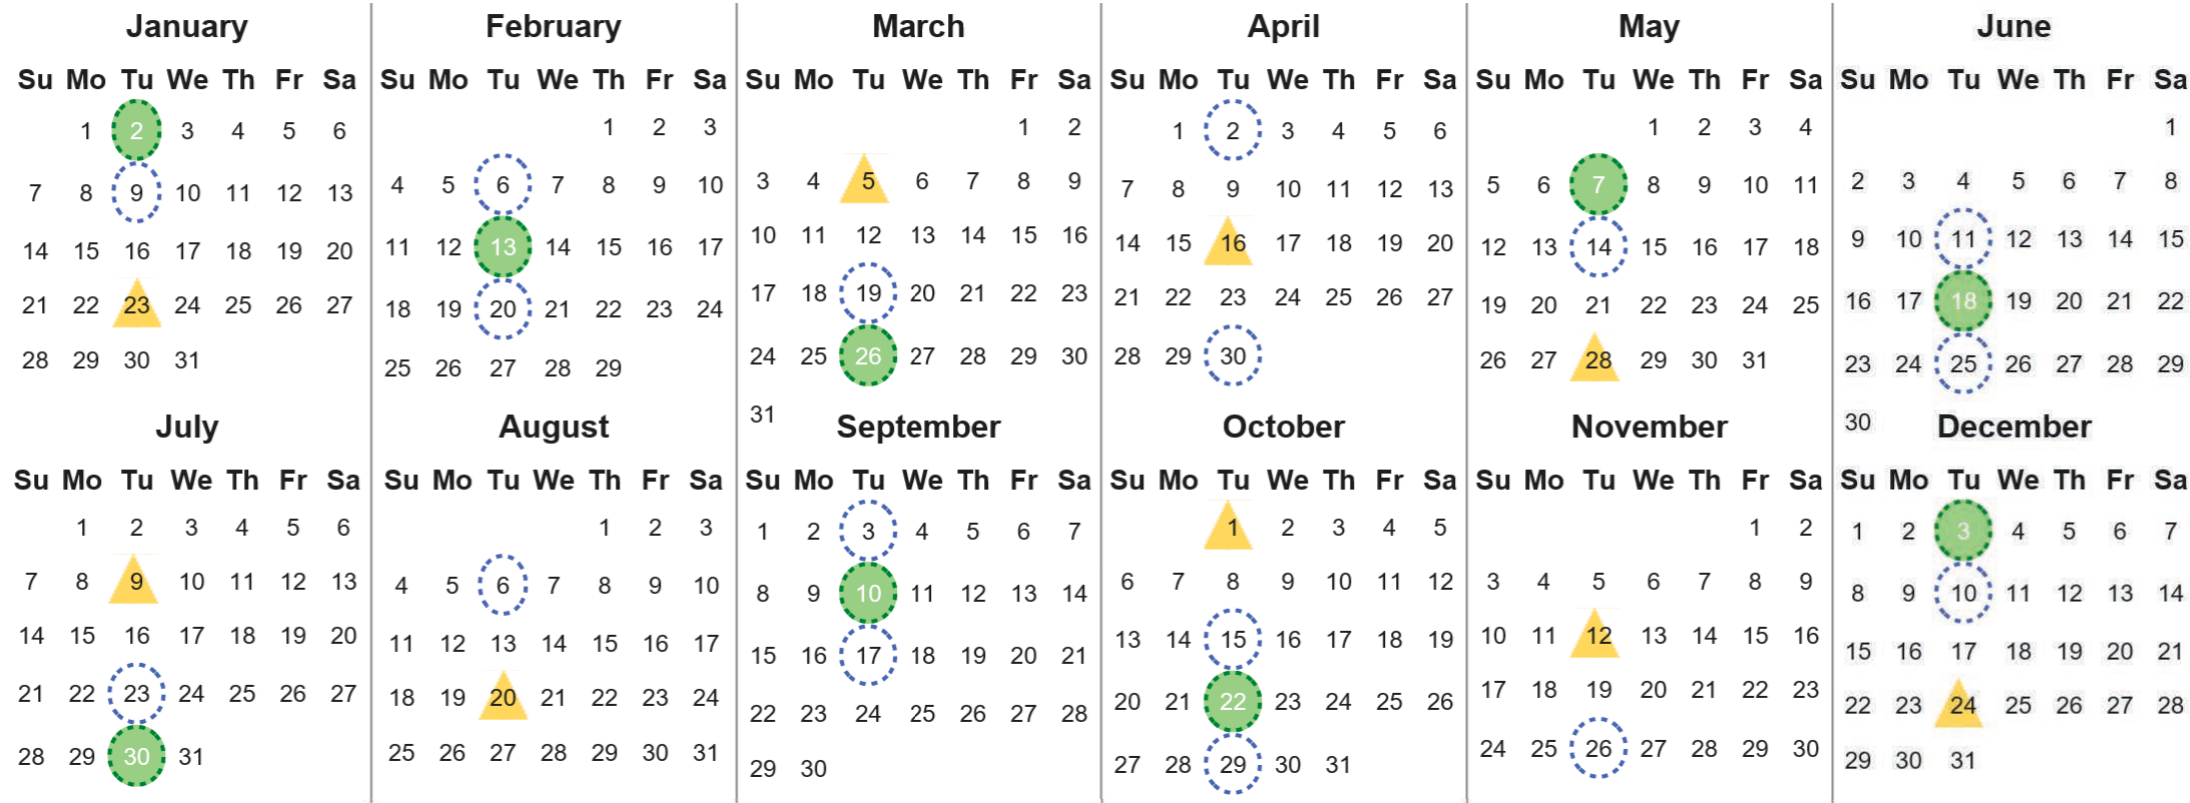 January February March April May June
Su Mo Tu We Th Fr Sa Su Mo Tu We Th Fr Sa Su Mo Tu We Th Fr Sa Su Mo Tu We Th Fr Sa Su Mo Tu We Th Fr Sa Su Mo Tu We Th Fr Sa
1 2 3 4 5 6 1 2 3 1 2 1 2 3 4 5 6 1 2 3 4 1
7 8 9 10 11 12 13 4 5 6 7 8 9 10 3 4 5 6 7 8 9 7 8 9 10 11 12 13 5 6 7 8 9 10 11 2 3 4 5 6 7 8
14 15 16 17 18 19 20 11 12 13 14 15 16 17 10 11 12 13 14 15 16 14 15 16 17 18 19 20 12 13 14 15 16 17 18 9 10 11 12 13 14 15
21 22 23 24 25 26 27 18 19 20 21 22 23 24 17 18 19 20 21 22 23 21 22 23 24 25 26 27 19 20 21 22 23 24 25 16 17 18 19 20 21 22
28 29 30 31 25 26 27 28 29 24 25 26 27 28 29 30 28 29 30 26 27 28 29 30 31 23 24 25 26 27 28 29
31 30
July August September October November December
Su Mo Tu We Th Fr Sa Su Mo Tu We Th Fr Sa Su Mo Tu We Th Fr Sa Su Mo Tu We Th Fr Sa Su Mo Tu We Th Fr Sa Su Mo Tu We Th Fr Sa
1 2 3 4 5 6 1 2 3 1 2 3 4 5 6 7 1 2 3 4 5 1 2 1 2 3 4 5 6 7
7 8 9 10 11 12 13 4 5 6 7 8 9 10 8 9 10 11 12 13 14 6 7 8 9 10 11 12 3 4 5 6 7 8 9 8 9 10 11 12 13 14
14 15 16 17 18 19 20 11 12 13 14 15 16 17 15 16 17 18 19 20 21 13 14 15 16 17 18 19 10 11 12 13 14 15 16 15 16 17 18 19 20 21
21 22 23 24 25 26 27 18 19 20 21 22 23 24 22 23 24 25 26 27 28 20 21 22 23 24 25 26 17 18 19 20 21 22 23 22 23 24 25 26 27 28
28 29 30 31 25 26 27 28 29 30 31 29 30 27 28 29 30 31 24 25 26 27 28 29 30 29 30 31